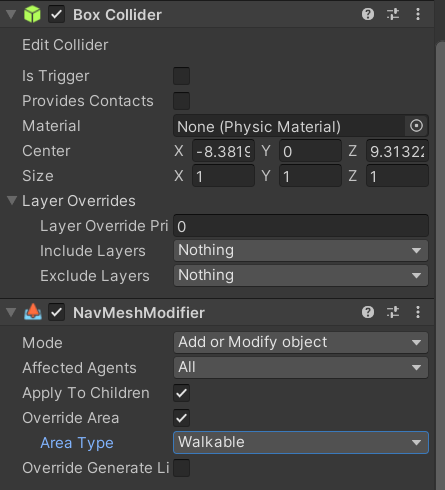 Box Collider
Edit Collider
Is Trigger
Provides Contacts
Material None (Physic Material)
Center X -8.3819 Y 0 Z 9.31322
Size X 1 Y 1 Z 1
Layer Overrides
Layer Override Pri 0
Include Layers Nothing
Exclude Layers Nothing
NavMeshModifier
Mode Add or Modify object
Affected Agents All
Apply To Children
Override Area
Area Type Walkable
Override Generate Li